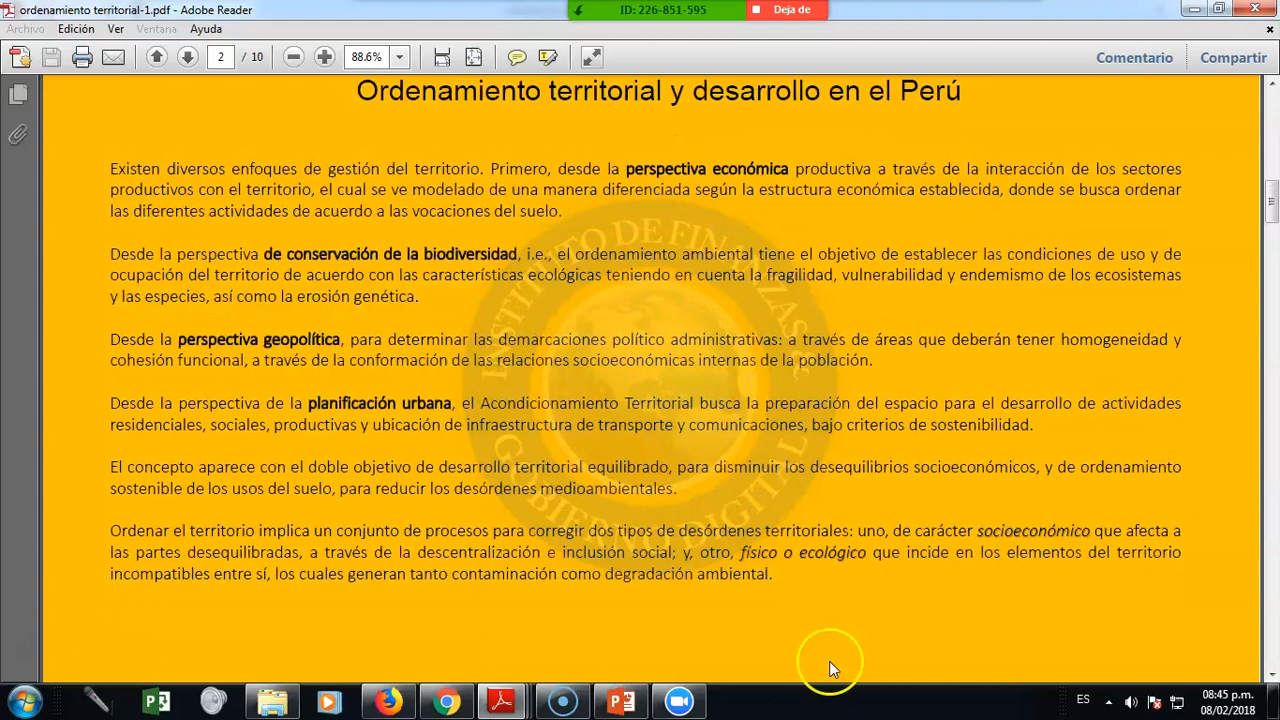 ordenamiento territorial-1.pdf - Adobe Reader
ID: 226-851-595
Deja de
Archivo Edición Ver Ventana Ayuda
2 / 10
88.6%
Comentario
Compartir
Ordenamiento territorial y desarrollo en el Perú
Existen diversos enfoques de gestión del territorio. Primero, desde la perspectiva económica productiva a través de la interacción de los sectores
productivos con el territorio, el cual se ve modelado de una manera diferenciada según la estructura económica establecida, donde se busca ordenar
las diferentes actividades de acuerdo a las vocaciones del suelo.
Desde la perspectiva de conservación de la biodiversidad, i.e., el ordenamiento ambiental tiene el objetivo de establecer las condiciones de uso y de
ocupación del territorio de acuerdo con las características ecológicas teniendo en cuenta la fragilidad, vulnerabilidad y endemismo de los ecosistemas
y las especies, así como la erosión genética.
Desde la perspectiva geopolítica, para determinar las demarcaciones político administrativas: a través de áreas que deberán tener homogeneidad y
cohesión funcional, a través de la conformación de las relaciones socioeconómicas internas de la población.
Desde la perspectiva de la planificación urbana, el Acondicionamiento Territorial busca la preparación del espacio para el desarrollo de actividades
residenciales, sociales, productivas y ubicación de infraestructura de transporte y comunicaciones, bajo criterios de sostenibilidad.
El concepto aparece con el doble objetivo de desarrollo territorial equilibrado, para disminuir los desequilibrios socioeconómicos, y de ordenamiento
sostenible de los usos del suelo, para reducir los desórdenes medioambientales.
Ordenar el territorio implica un conjunto de procesos para corregir dos tipos de desórdenes territoriales: uno, de carácter socioeconómico que afecta a
las partes desequilibradas, a través de la descentralización e inclusión social; y, otro, físico o ecológico que incide en los elementos del territorio
incompatibles entre sí, los cuales generan tanto contaminación como degradación ambiental.
INSTITUTO DE FINANZAS &
GOBIERNO DIGITAL
ES
08:45 p.m.
08/02/2018